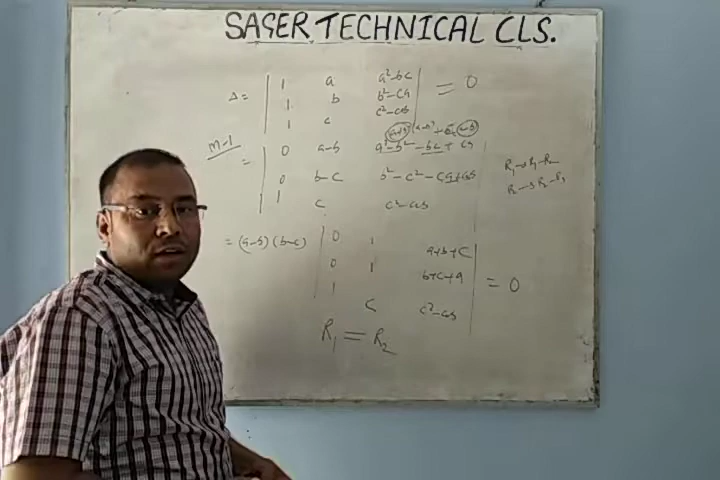 SAGER TECHNICAL CLS.
Δ= | 1 a a²-bc | = 0
1 b b²-ca
1 c c²-ab
(a+b) (a-b) + c (a-b)
M-1
= | 0 a-b a²-b²-bc+ca
0 b-c b²-c²-ca+ab
1 c c²-ab
R₁→R₁-R₂
R₂→R₂-R₃
= (a-b) (b-c) | 0 1 a+b+c
0 1 b+c+a | = 0
1 c c²-ab
R₁ = R₂